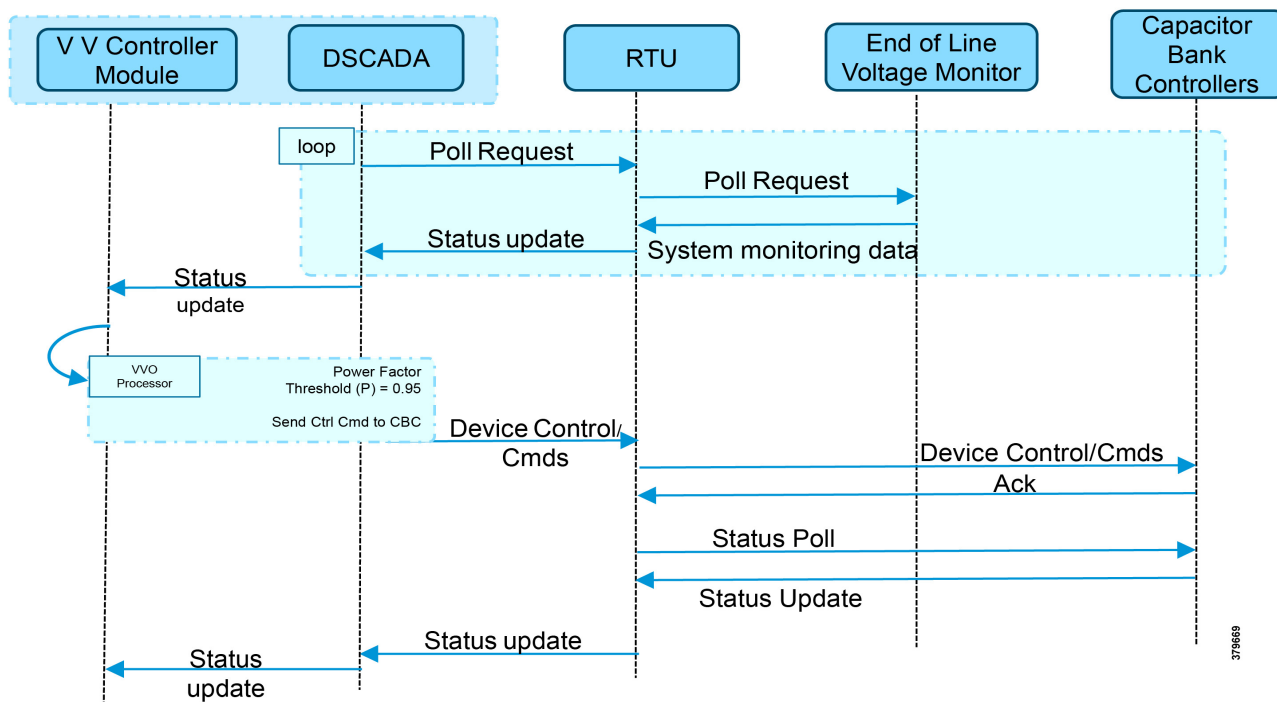 V V Controller
Module
DSCADA
RTU
End of Line
Voltage Monitor
Capacitor
Bank
Controllers
loop
Poll Request
Poll Request
Status update
System monitoring data
Status
update
VVO
Processor
Power Factor
Threshold (P) = 0.95
Send Ctrl Cmd to CBC
Device Control/
Cmds
Device Control/Cmds
Ack
Status Poll
Status Update
Status update
Status
update
379669